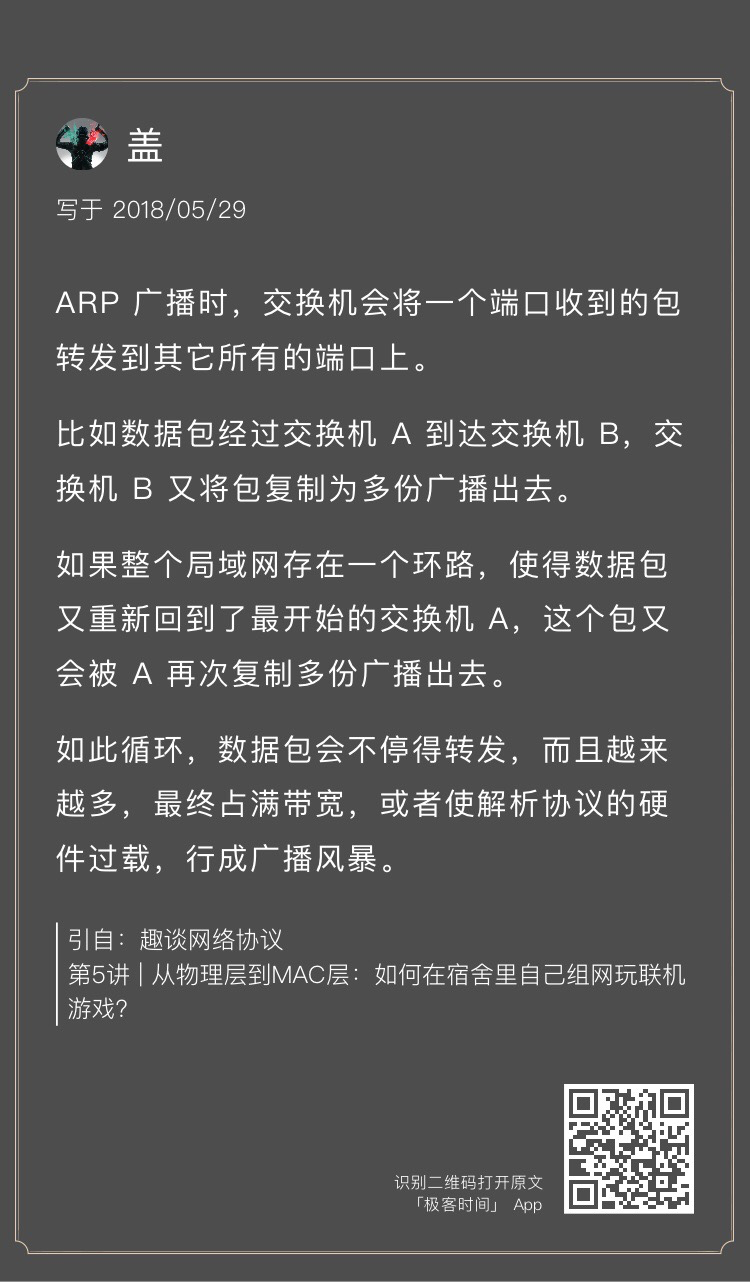 盖
写于 2018/05/29
ARP 广播时，交换机会将一个端口收到的包
转发到其它所有的端口上。
比如数据包经过交换机 A 到达交换机 B，交
换机 B 又将包复制为多份广播出去。
如果整个局域网存在一个环路，使得数据包
又重新回到了最开始的交换机 A，这个包又
会被 A 再次复制多份广播出去。
如此循环，数据包会不停得转发，而且越来
越多，最终占满带宽，或者使解析协议的硬
件过载，行成广播风暴。
引自：趣谈网络协议
第5讲 | 从物理层到MAC层：如何在宿舍里自己组网玩联机
游戏？
识别二维码打开原文
「极客时间」 App